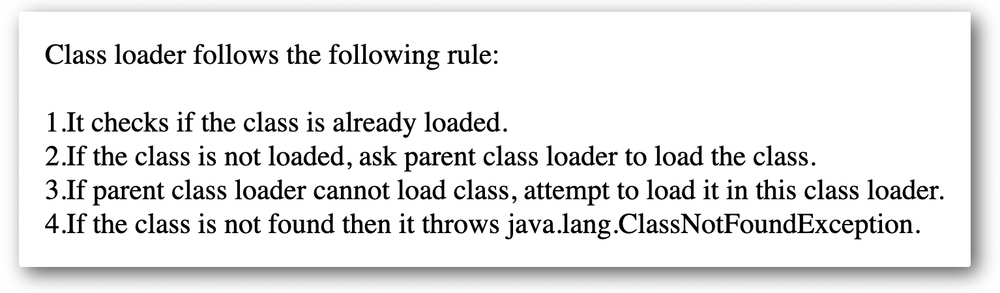 Class loader follows the following rule:
1.It checks if the class is already loaded.
2.If the class is not loaded, ask parent class loader to load the class.
3.If parent class loader cannot load class, attempt to load it in this class loader.
4.If the class is not found then it throws java.lang.ClassNotFoundException.